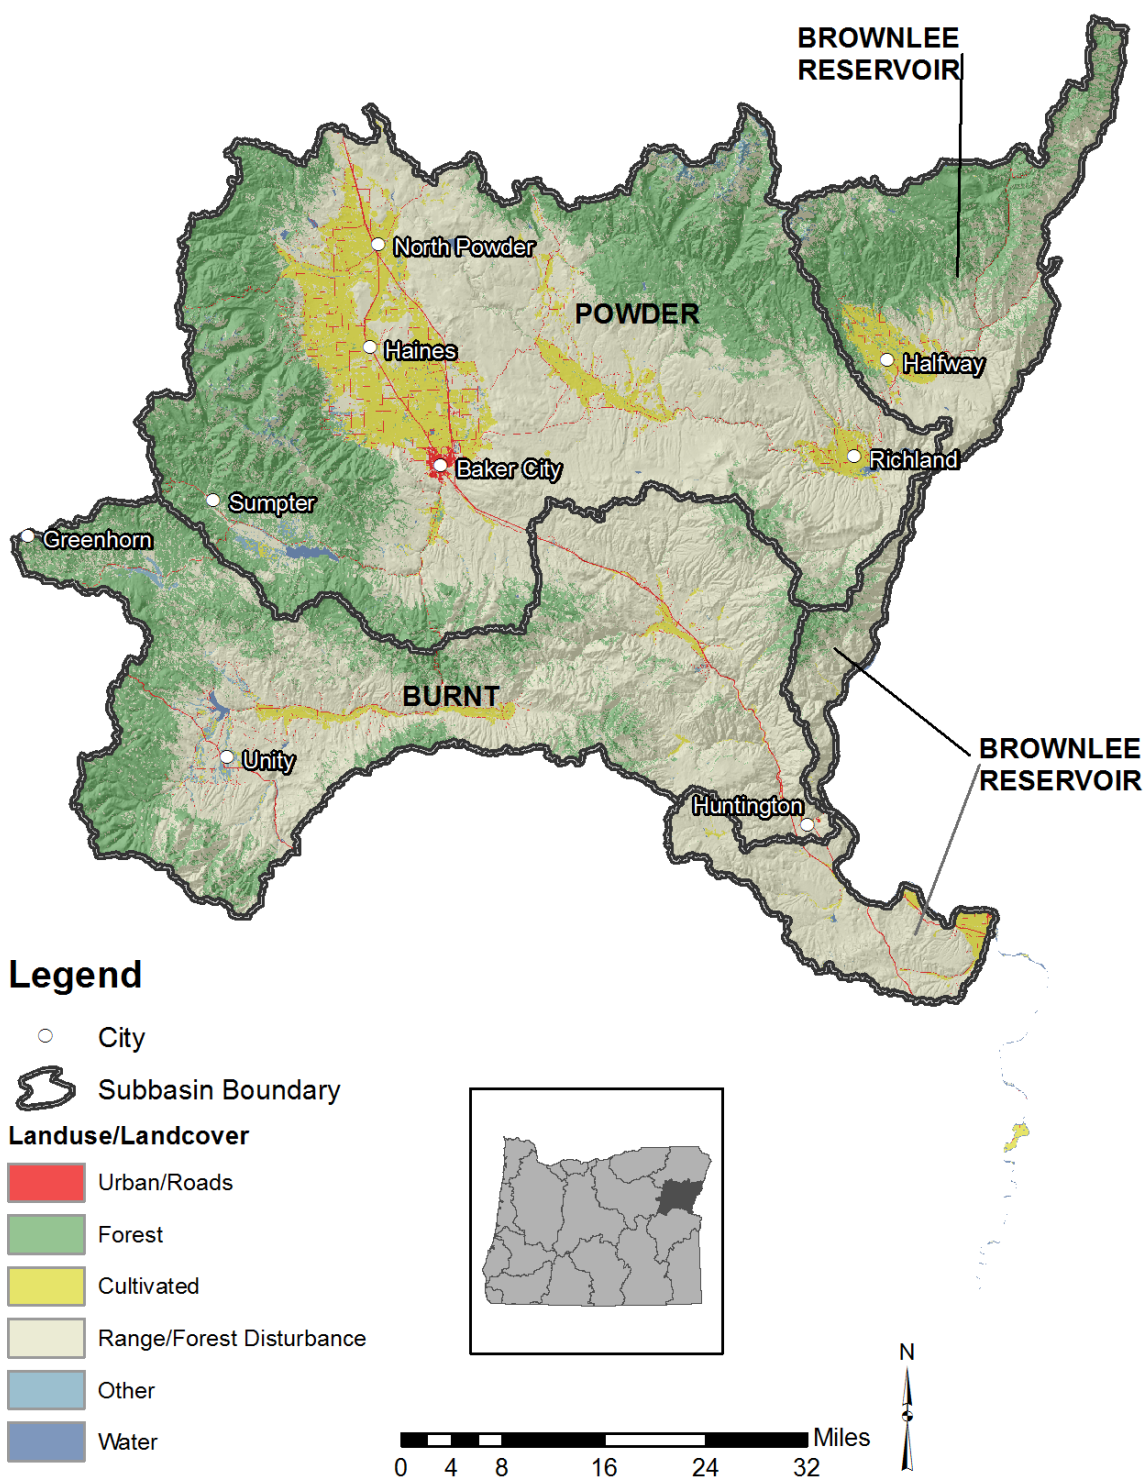 BROWNLEE
RESERVOIR
North Powder
POWDER
Haines
Halfway
Baker City
Richland
Sumpter
Greenhorn
BURNT
Unity
BROWNLEE
RESERVOIR
Huntington
Legend
City
Subbasin Boundary
Landuse/Landcover
Urban/Roads
Forest
Cultivated
Range/Forest Disturbance
Other
Water
N
Miles
0 4 8 16 24 32